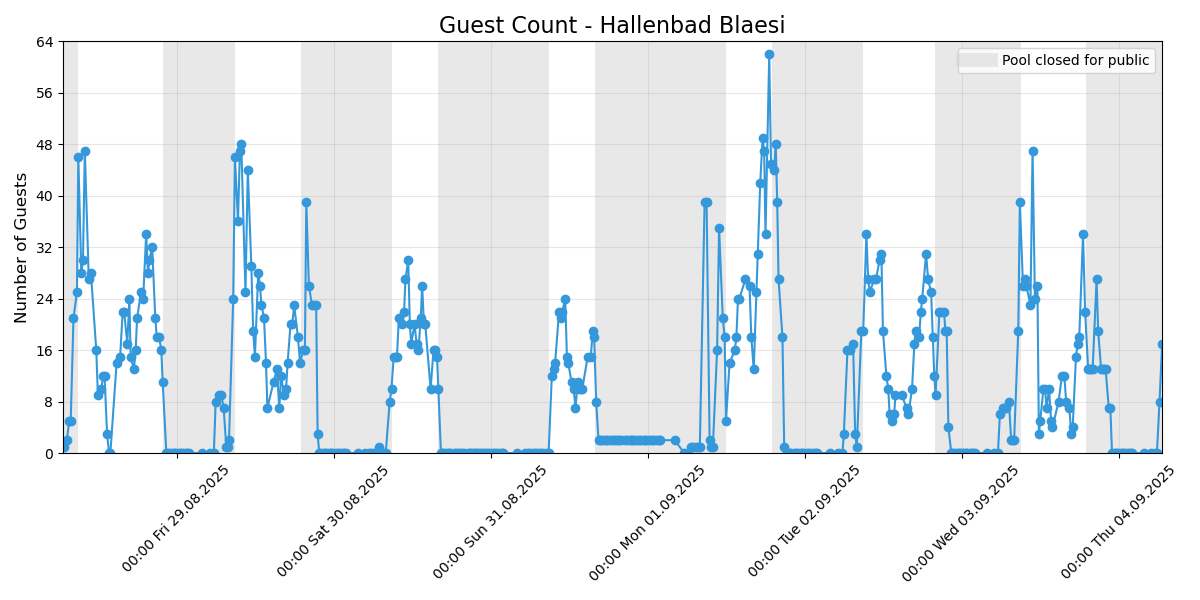 Guest Count - Hallenbad Blaesi
Pool closed for public
Number of Guests
64
56
48
40
32
24
16
8
0
00:00 Fri 29.08.2025
00:00 Sat 30.08.2025
00:00 Sun 31.08.2025
00:00 Mon 01.09.2025
00:00 Tue 02.09.2025
00:00 Wed 03.09.2025
00:00 Thu 04.09.2025